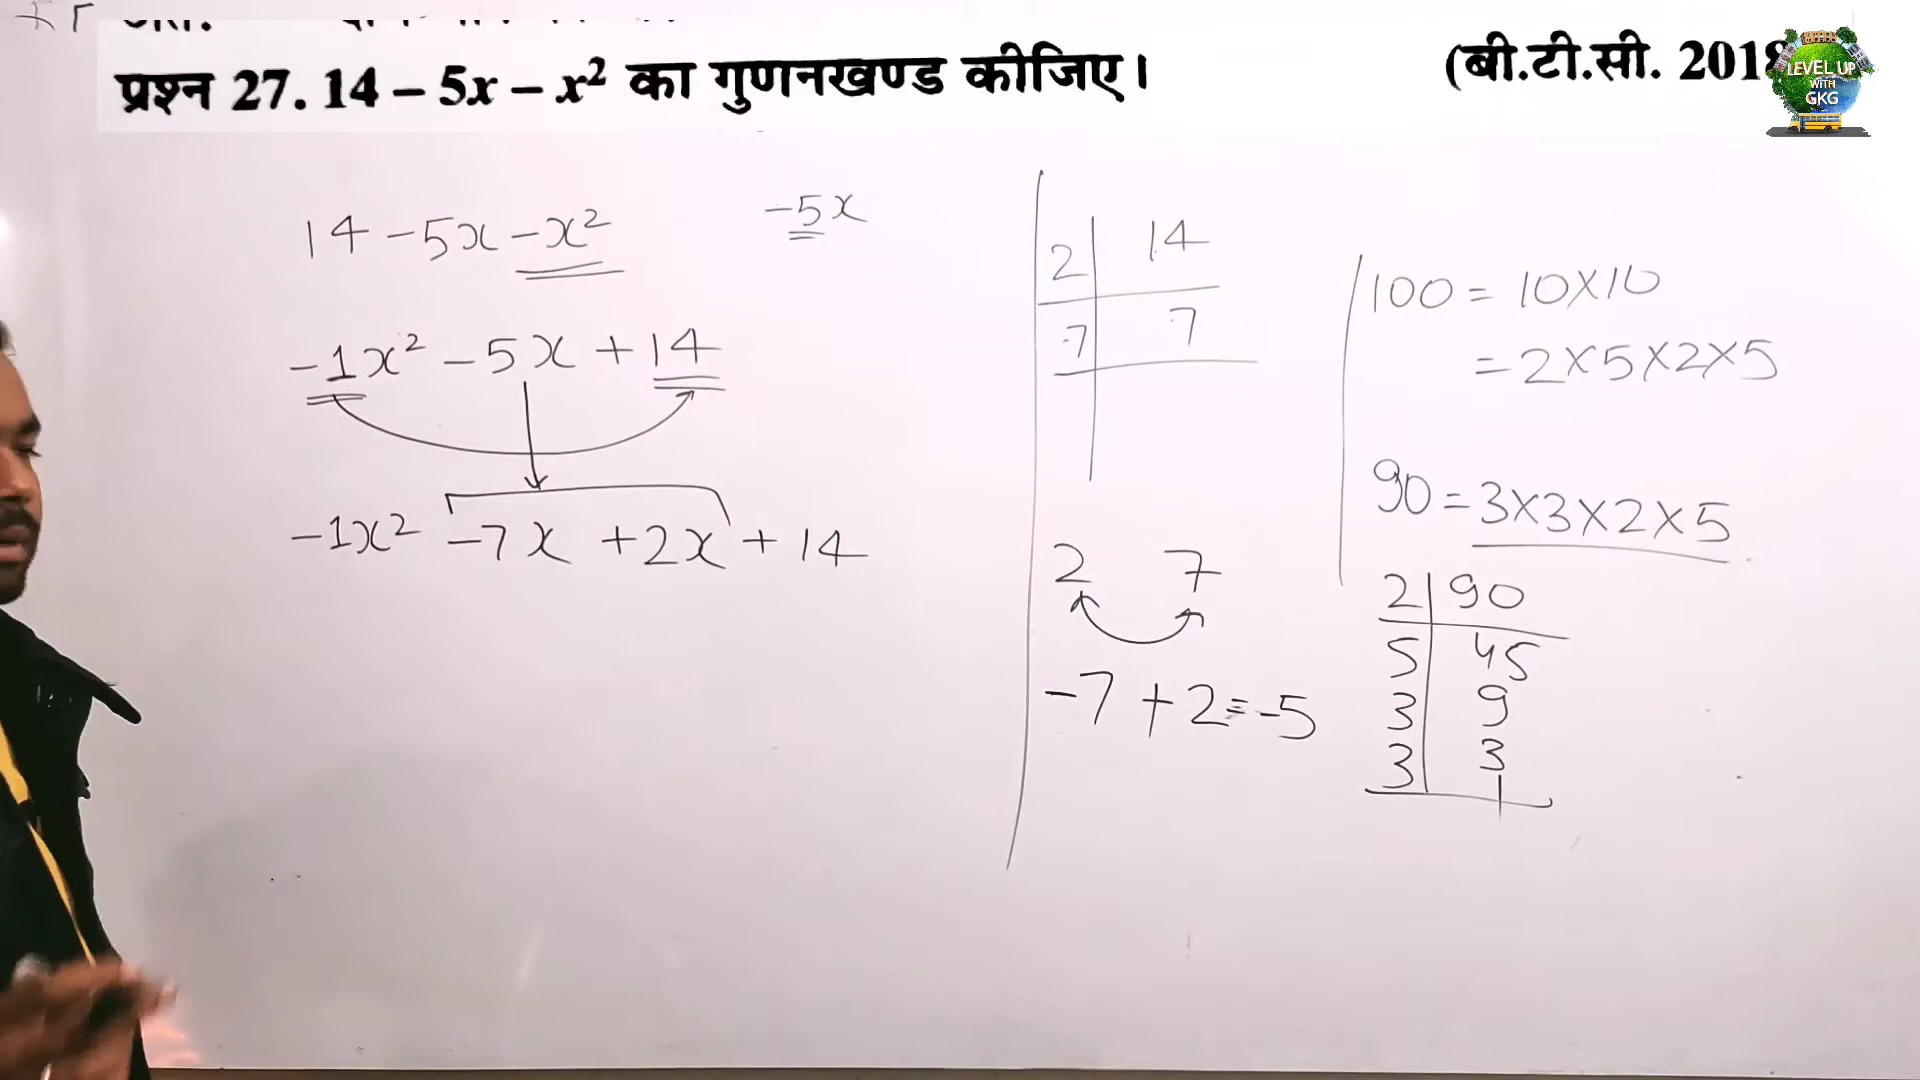 प्रश्न 27. 14 – 5x – x² का गुणनखण्ड कीजिए।
(बी.टी.सी. 2018
LEVEL UP
WITH
GKG
14 - 5x - x²
-5x
-1x² - 5x + 14
-1x² -7x +2x + 14
2 | 14
7 | 7
2 7
-7 + 2 = -5
100 = 10×10
= 2×5×2×5
90 = 3×3×2×5
2 | 90
5 | 45
3 | 9
3 | 3
1